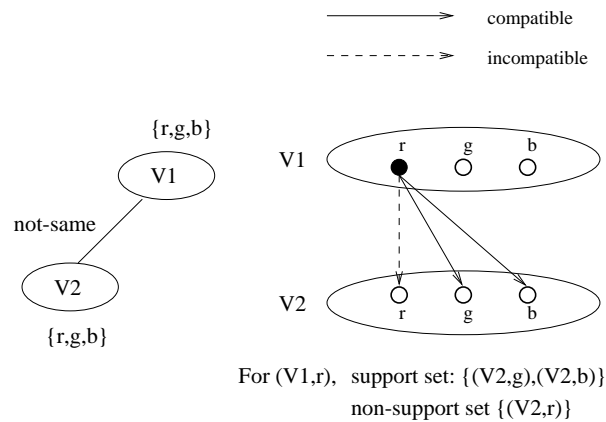 compatible
incompatible
{r,g,b}
V1
not-same
V2
{r,g,b}
V1
r g b
V2
r g b
For (V1,r), support set: {(V2,g),(V2,b)}
non-support set {(V2,r)}